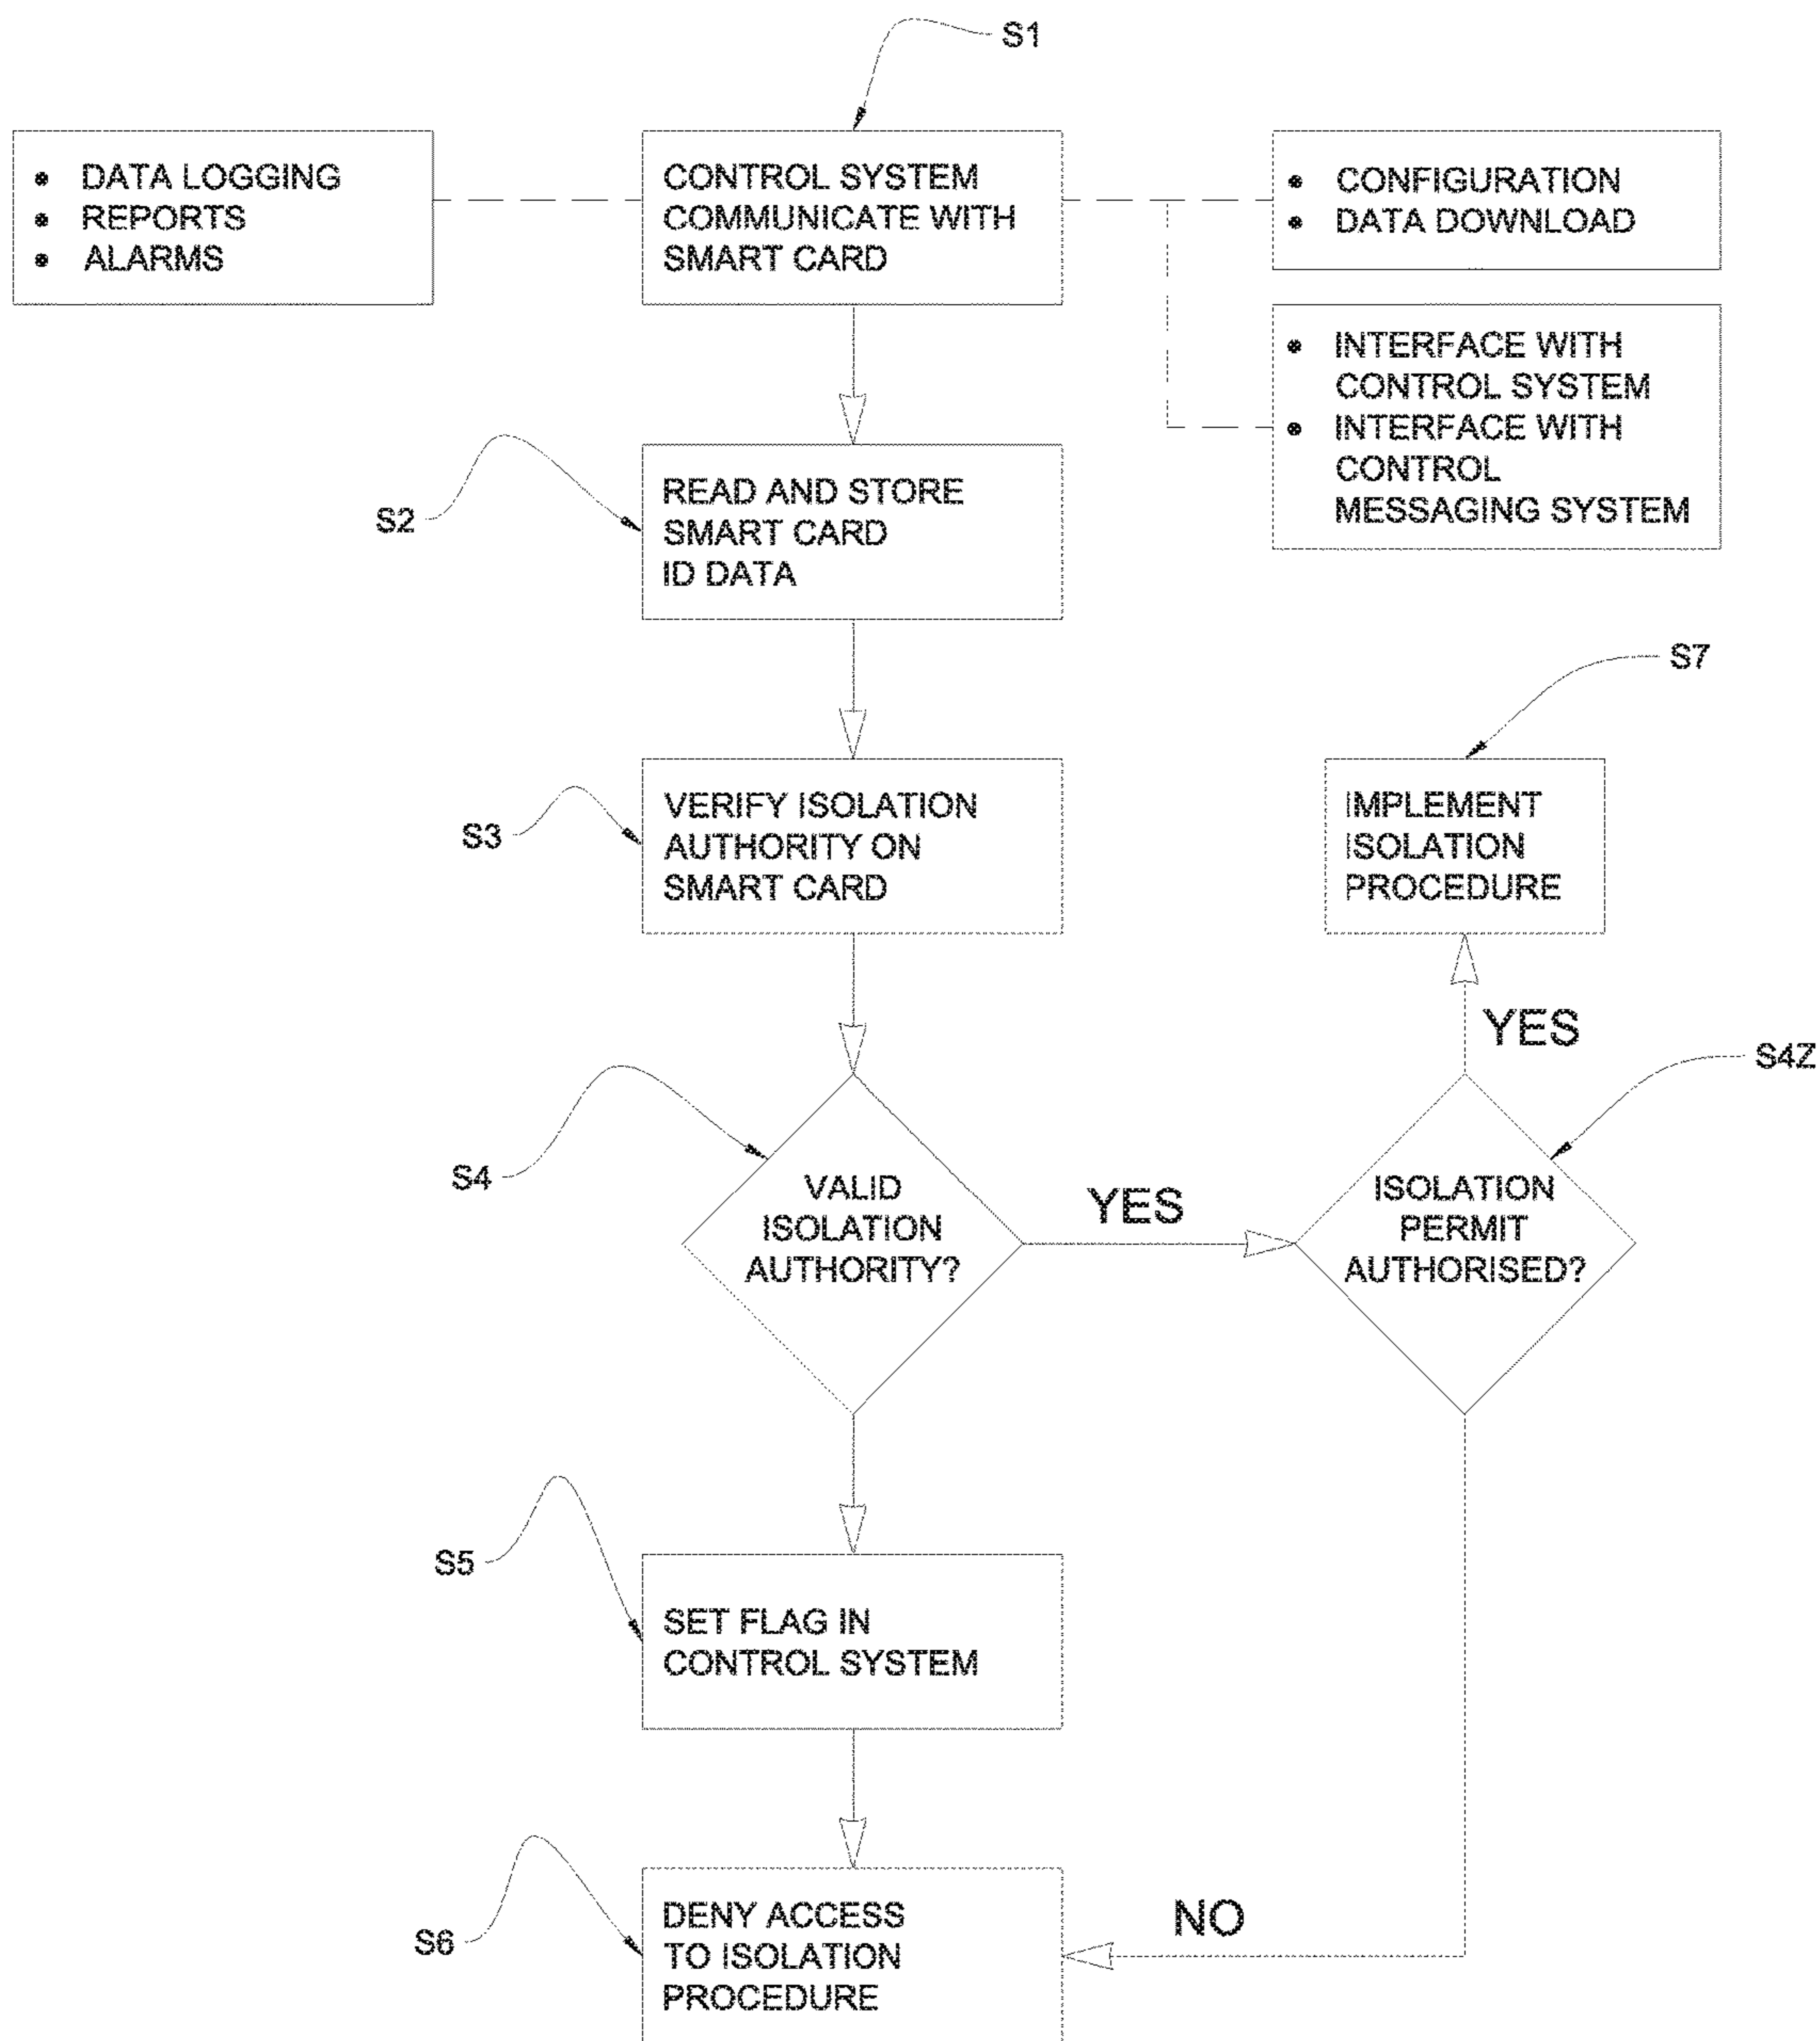 S1
• DATA LOGGING
• REPORTS
• ALARMS
CONTROL SYSTEM
COMMUNICATE WITH
SMART CARD
• CONFIGURATION
• DATA DOWNLOAD
• INTERFACE WITH
CONTROL SYSTEM
• INTERFACE WITH
CONTROL
MESSAGING SYSTEM
S2
READ AND STORE
SMART CARD
ID DATA
S7
S3
VERIFY ISOLATION
AUTHORITY ON
SMART CARD
IMPLEMENT
ISOLATION
PROCEDURE
YES
S4Z
S4
VALID
ISOLATION
AUTHORITY?
YES
ISOLATION
PERMIT
AUTHORISED?
S5
SET FLAG IN
CONTROL SYSTEM
S6
DENY ACCESS
TO ISOLATION
PROCEDURE
NO